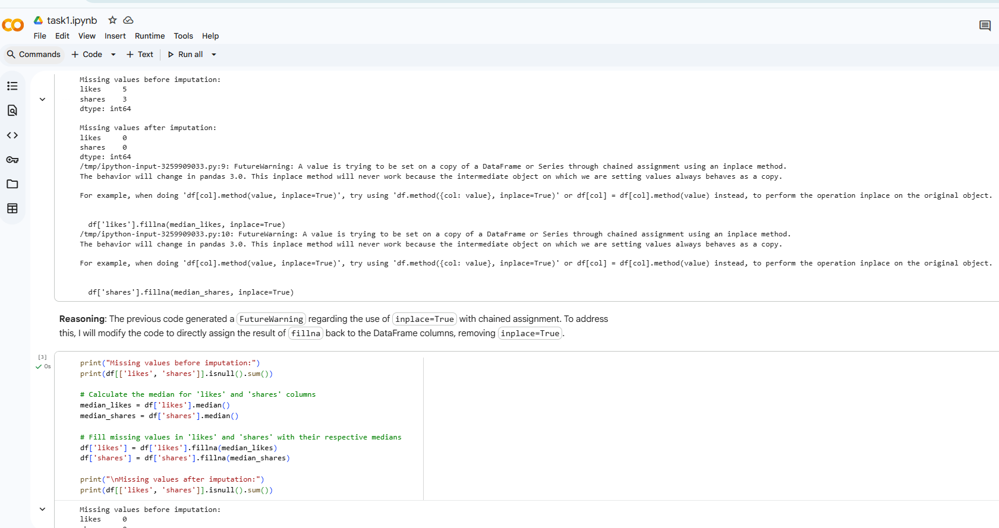 task1.ipynb
File Edit View Insert Runtime Tools Help
Commands + Code + Text Run all
Missing values before imputation:
likes 5
shares 3
dtype: int64
Missing values after imputation:
likes 0
shares 0
dtype: int64
/tmp/ipython-input-3259909033.py:9: FutureWarning: A value is trying to be set on a copy of a DataFrame or Series through chained assignment using an inplace method.
The behavior will change in pandas 3.0. This inplace method will never work because the intermediate object on which we are setting values always behaves as a copy.
For example, when doing 'df[col].method(value, inplace=True)', try using 'df.method({col: value}, inplace=True)' or df[col] = df[col].method(value) instead, to perform the operation inplace on the original object.
df['likes'].fillna(median_likes, inplace=True)
/tmp/ipython-input-3259909033.py:10: FutureWarning: A value is trying to be set on a copy of a DataFrame or Series through chained assignment using an inplace method.
The behavior will change in pandas 3.0. This inplace method will never work because the intermediate object on which we are setting values always behaves as a copy.
For example, when doing 'df[col].method(value, inplace=True)', try using 'df.method({col: value}, inplace=True)' or df[col] = df[col].method(value) instead, to perform the operation inplace on the original object.
df['shares'].fillna(median_shares, inplace=True)
Reasoning: The previous code generated a FutureWarning regarding the use of inplace=True with chained assignment. To address
this, I will modify the code to directly assign the result of fillna back to the DataFrame columns, removing inplace=True.
[3]
0s
print("Missing values before imputation:")
print(df[['likes', 'shares']].isnull().sum())
# Calculate the median for 'likes' and 'shares' columns
median_likes = df['likes'].median()
median_shares = df['shares'].median()
# Fill missing values in 'likes' and 'shares' with their respective medians
df['likes'] = df['likes'].fillna(median_likes)
df['shares'] = df['shares'].fillna(median_shares)
print("\nMissing values after imputation:")
print(df[['likes', 'shares']].isnull().sum())
Missing values before imputation:
likes 0